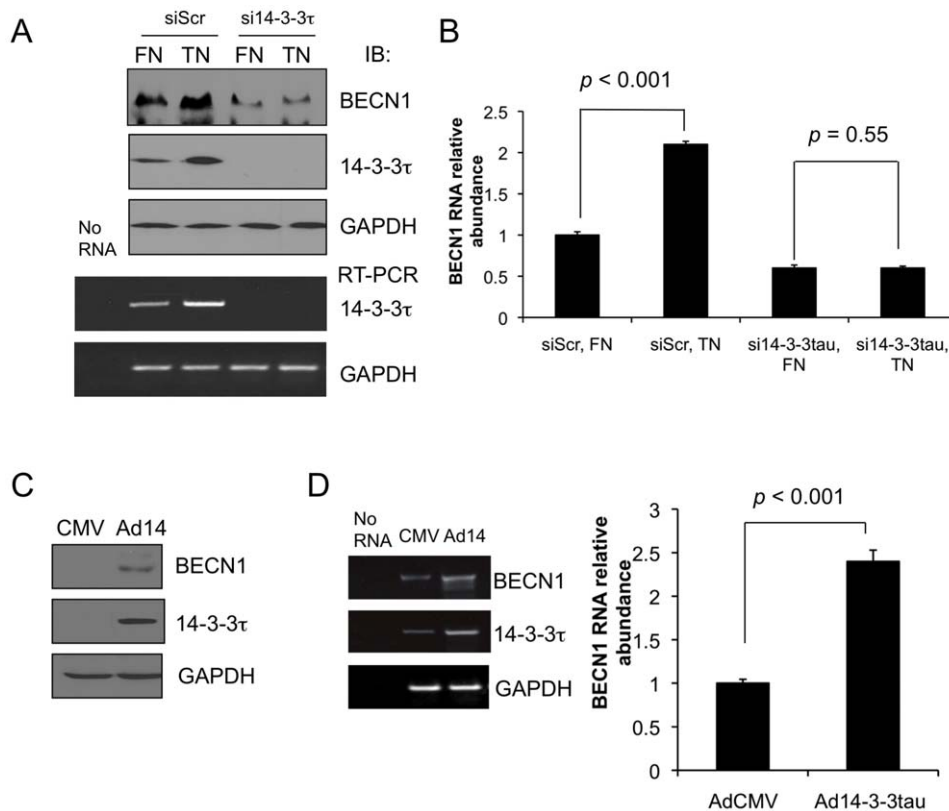 A
siScr si14-3-3τ
FN TN FN TN IB:
BECN1
14-3-3τ
GAPDH
No
RNA
RT-PCR
14-3-3τ
GAPDH
B
BECN1 RNA relative
abundance
2.5
2
1.5
1
0.5
0
p < 0.001
p = 0.55
siScr, FN
siScr, TN
si14-3-3tau,
FN
si14-3-3tau,
TN
C
CMV Ad14
BECN1
14-3-3τ
GAPDH
D
No
RNA CMV Ad14
BECN1
14-3-3τ
GAPDH
BECN1 RNA relative
abundance
3
2.5
2
1.5
1
0.5
0
p < 0.001
AdCMV
Ad14-3-3tau